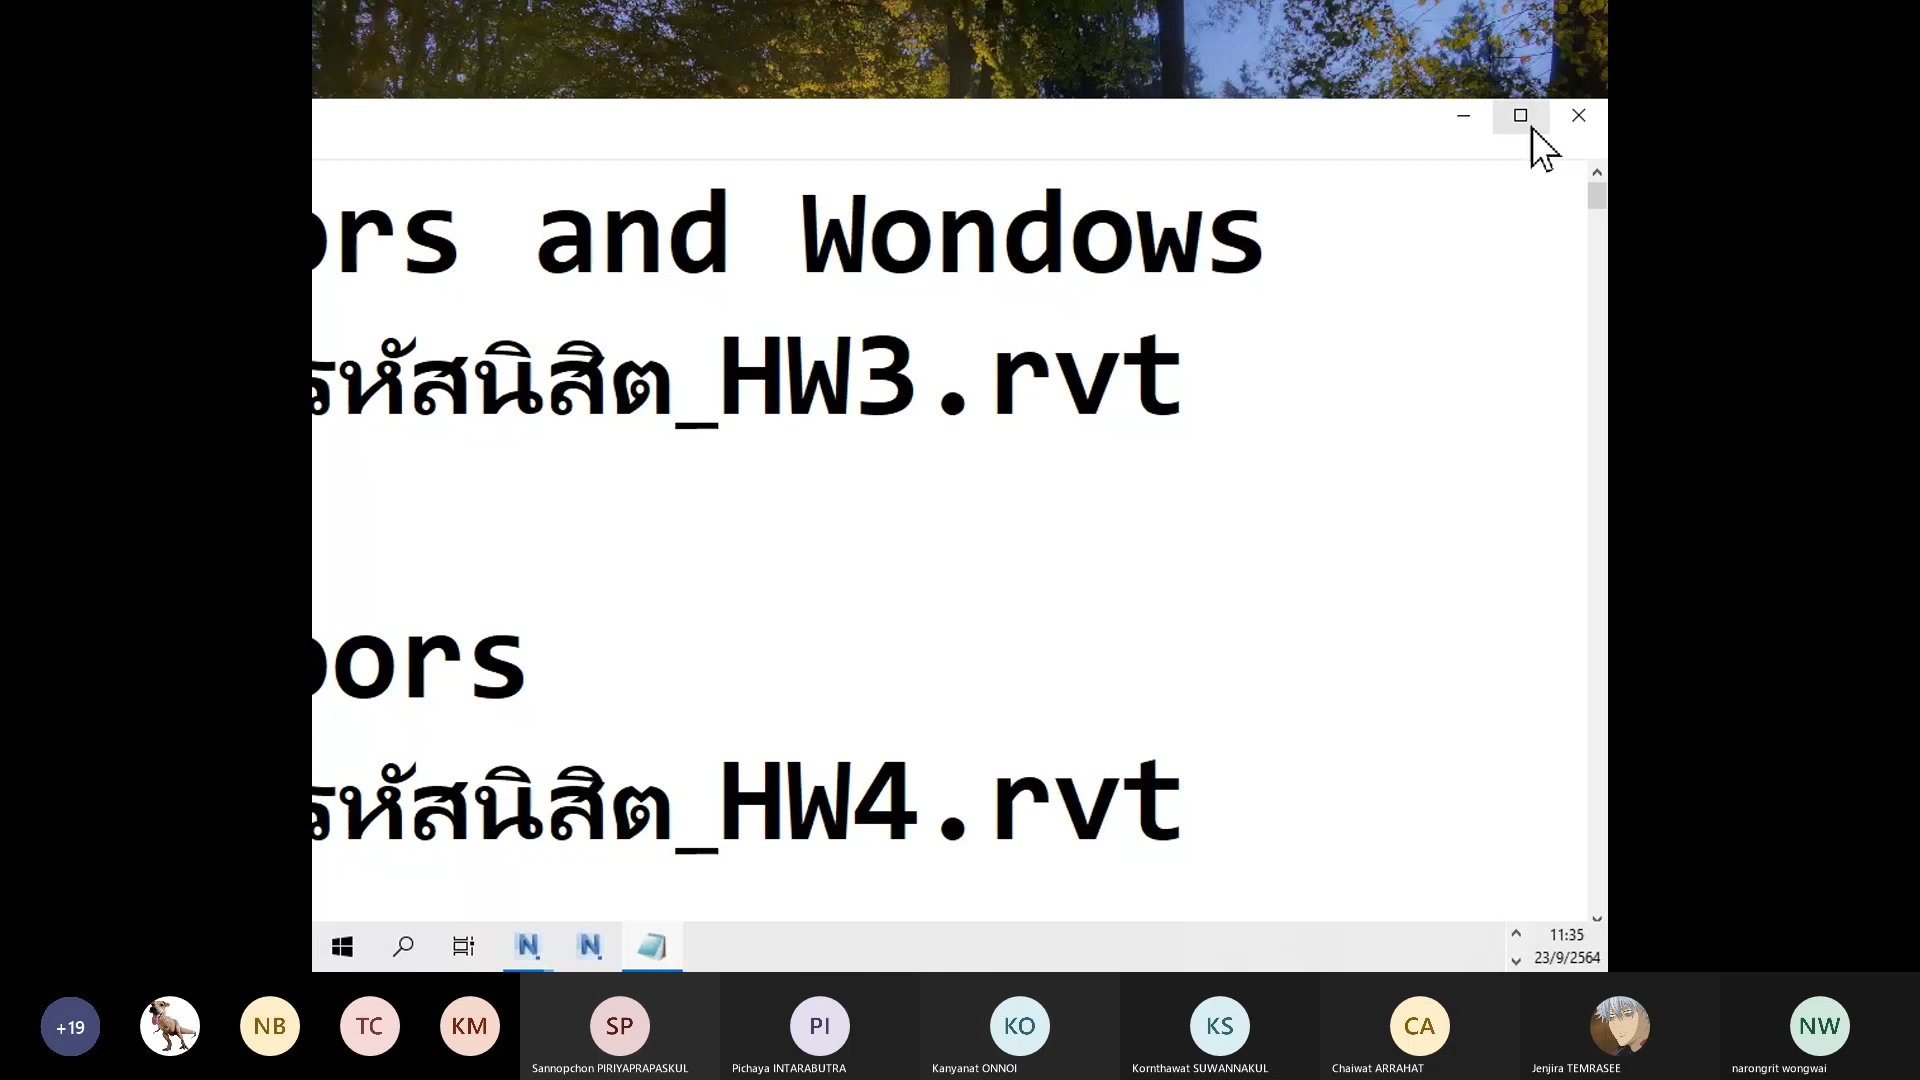 ors and Wondows
รหัสนิสิต_HW3.rvt
oors
รหัสนิสิต_HW4.rvt
11:35
23/9/2564
+19
NB
TC
KM
SP
PI
KO
KS
CA
NW
Sannopchon PIRIYAPRAPASKUL
Pichaya INTARABUTRA
Kanyanat ONNOI
Kornthawat SUWANNAKUL
Chaiwat ARRAHAT
Jenjira TEMRASEE
narongrit wongwai